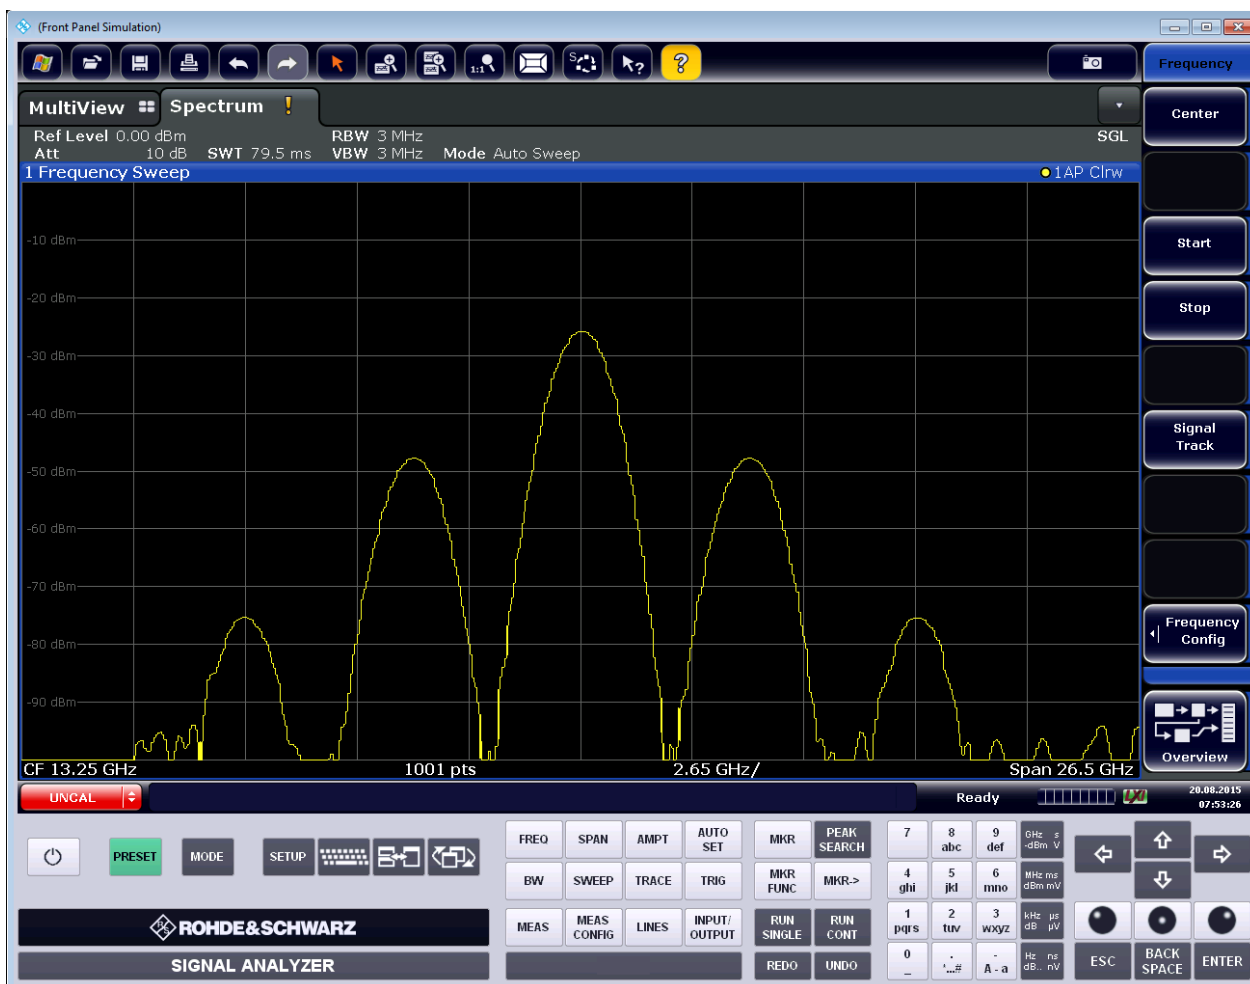 (Front Panel Simulation)
1:1
S
?
?
Frequency
MultiView Spectrum !
Center
Ref Level 0.00 dBm RBW 3 MHz SGL
Att 10 dB SWT 79.5 ms VBW 3 MHz Mode Auto Sweep
1 Frequency Sweep 1AP Clrw
-10 dBm
Start
-20 dBm
Stop
-30 dBm
-40 dBm
Signal
Track
-50 dBm
-60 dBm
-70 dBm
Frequency
Config
-80 dBm
-90 dBm
Overview
CF 13.25 GHz 1001 pts 2.65 GHz/ Span 26.5 GHz
UNCAL Ready 20.08.2015
07:53:26
PRESET MODE SETUP
FREQ SPAN AMPT AUTO SET MKR PEAK SEARCH 7 8 abc 9 def GHz s -dBm V
BW SWEEP TRACE TRIG MKR FUNC MKR-> 4 ghi 5 jkl 6 mno MHz ms dBm mV
MEAS MEAS CONFIG LINES INPUT/ OUTPUT RUN SINGLE RUN CONT 1 pqrs 2 tuv 3 wxyz kHz µs dB µV
REDO UNDO 0 _ . '...# - A - a Hz ns dB.. nV ESC BACK SPACE ENTER
ROHDE&SCHWARZ
SIGNAL ANALYZER